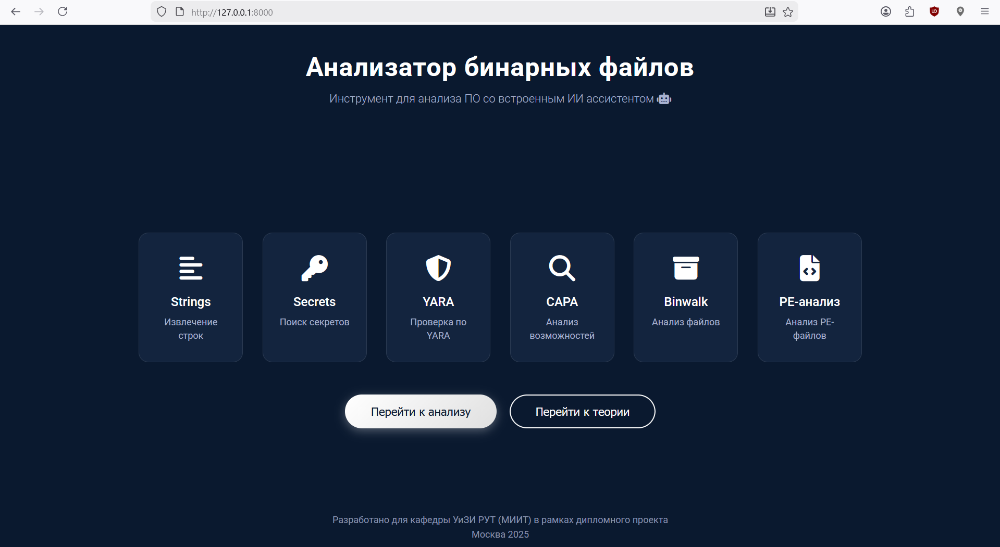 http://127.0.0.1:8000
Анализатор бинарных файлов
Инструмент для анализа ПО со встроенным ИИ ассистентом
Strings
Извлечение
строк
Secrets
Поиск секретов
YARA
Проверка по
YARA
CAPA
Анализ
возможностей
Binwalk
Анализ файлов
PE-анализ
Анализ PE-
файлов
Перейти к анализу
Перейти к теории
Разработано для кафедры УиЗИ РУТ (МИИТ) в рамках дипломного проекта
Москва 2025